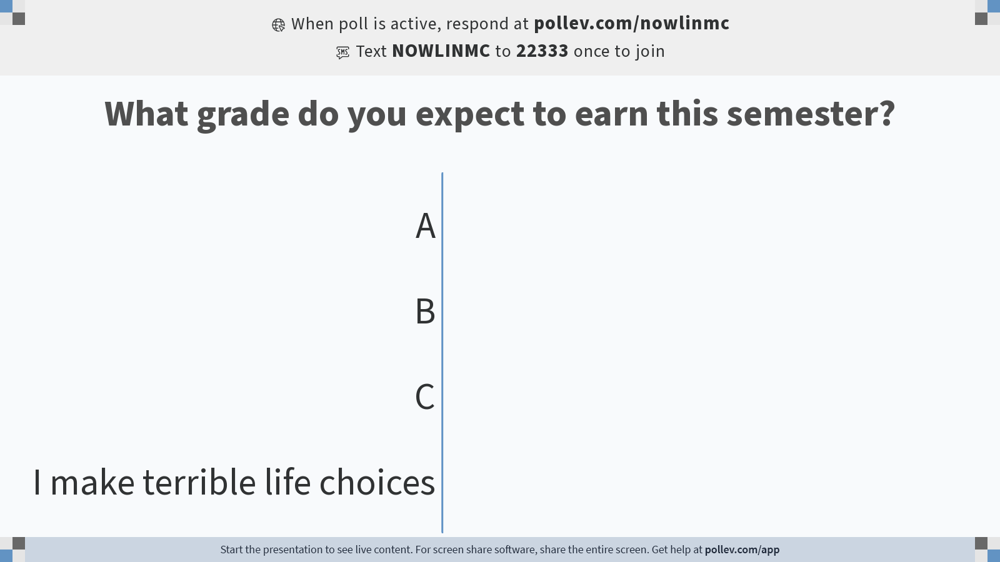 When poll is active, respond at pollev.com/nowlinmc
SMS Text NOWLINMC to 22333 once to join
What grade do you expect to earn this semester?
A
B
C
I make terrible life choices
Start the presentation to see live content. For screen share software, share the entire screen. Get help at pollev.com/app